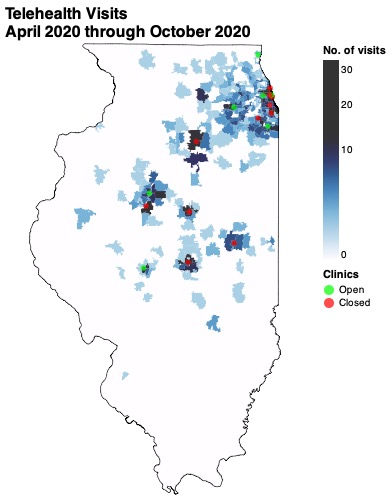 Telehealth Visits
April 2020 through October 2020
No. of visits
30
20
10
0
Clinics
Open
Closed